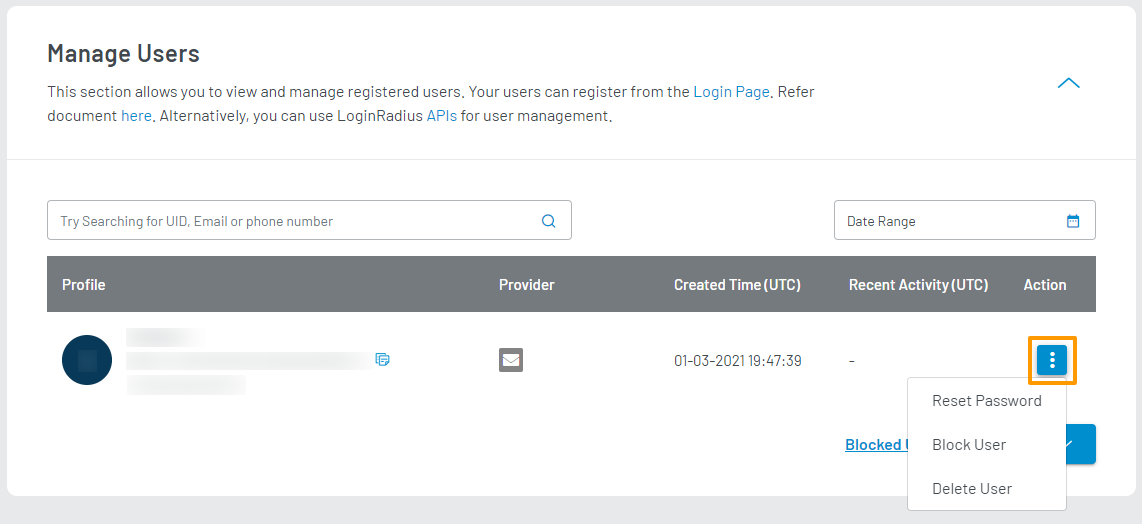 Manage Users
This section allows you to view and manage registered users. Your users can register from the Login Page. Refer
document here. Alternatively, you can use LoginRadius APIs for user management.
Try Searching for UID, Email or phone number
Date Range
Profile Provider Created Time (UTC) Recent Activity (UTC) Action
01-03-2021 19:47:39 -
Reset Password
Blocked
Block User
Delete User